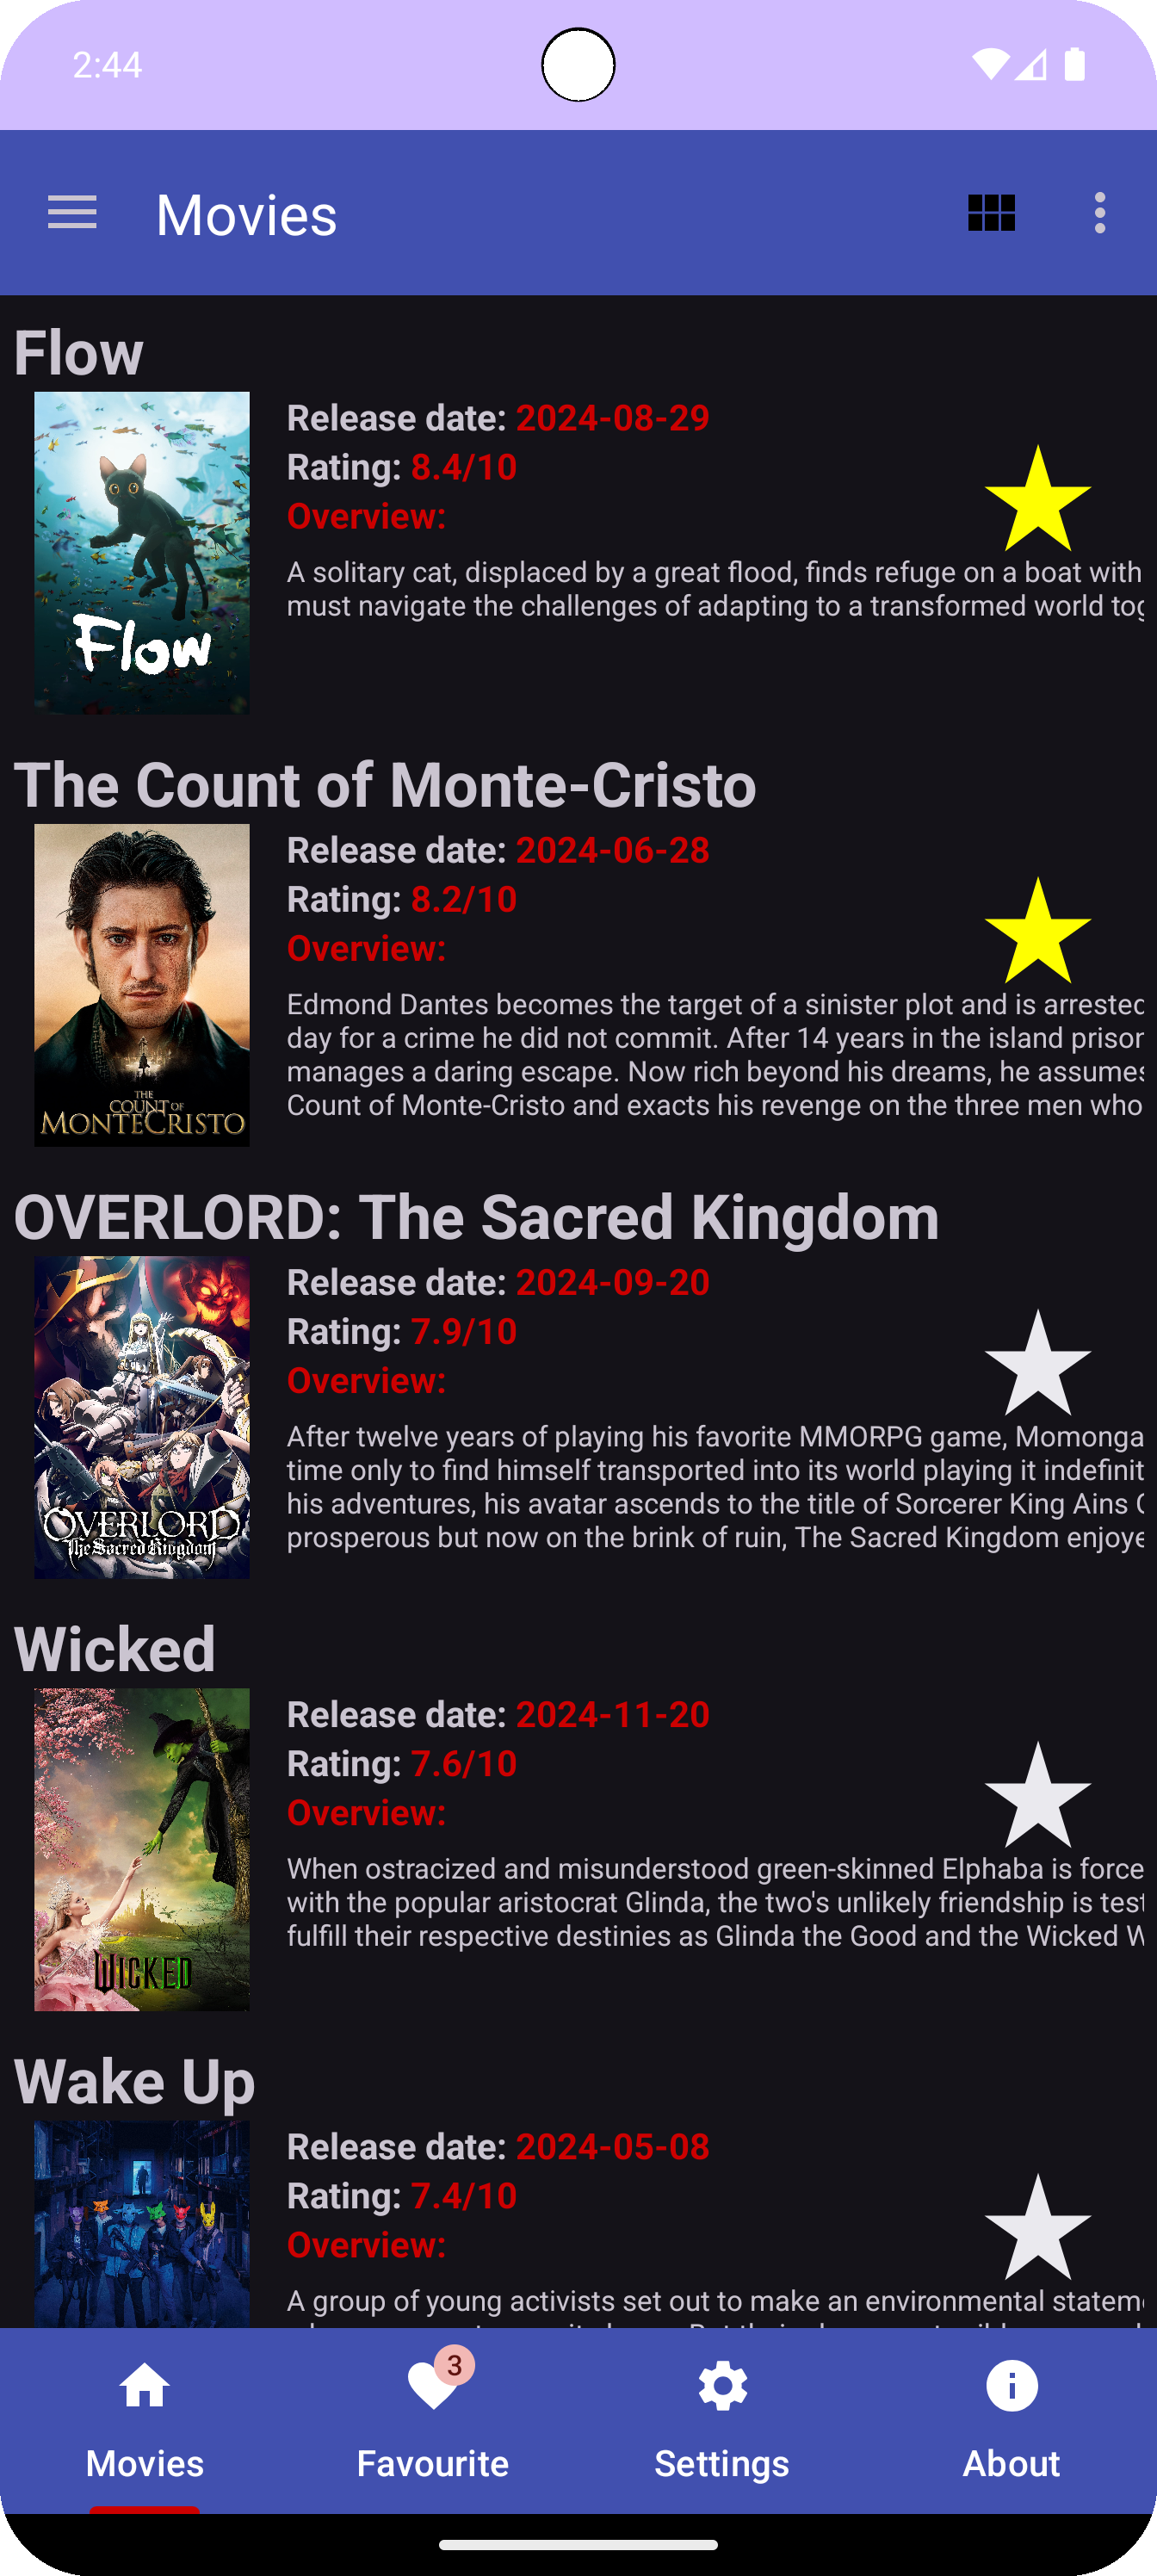 2:44
Movies
Flow
Release date: 2024-08-29
Rating: 8.4/10
Overview:
A solitary cat, displaced by a great flood, finds refuge on a boat with
must navigate the challenges of adapting to a transformed world tog
Flow
The Count of Monte-Cristo
Release date: 2024-06-28
Rating: 8.2/10
Overview:
Edmond Dantes becomes the target of a sinister plot and is arrested
day for a crime he did not commit. After 14 years in the island prison
manages a daring escape. Now rich beyond his dreams, he assumes
Count of Monte-Cristo and exacts his revenge on the three men who
THE
COUNT OF
MONTE CRISTO
OVERLORD: The Sacred Kingdom
Release date: 2024-09-20
Rating: 7.9/10
Overview:
After twelve years of playing his favorite MMORPG game, Momonga
time only to find himself transported into its world playing it indefinit
his adventures, his avatar ascends to the title of Sorcerer King Ains
prosperous but now on the brink of ruin, The Sacred Kingdom enjoye
OVERLORD
The Sacred Kingdom
Wicked
Release date: 2024-11-20
Rating: 7.6/10
Overview:
When ostracized and misunderstood green-skinned Elphaba is force
with the popular aristocrat Glinda, the two's unlikely friendship is test
fulfill their respective destinies as Glinda the Good and the Wicked W
WICKED
Wake Up
Release date: 2024-05-08
Rating: 7.4/10
Overview:
A group of young activists set out to make an environmental stateme
3
Movies
Favourite
Settings
About